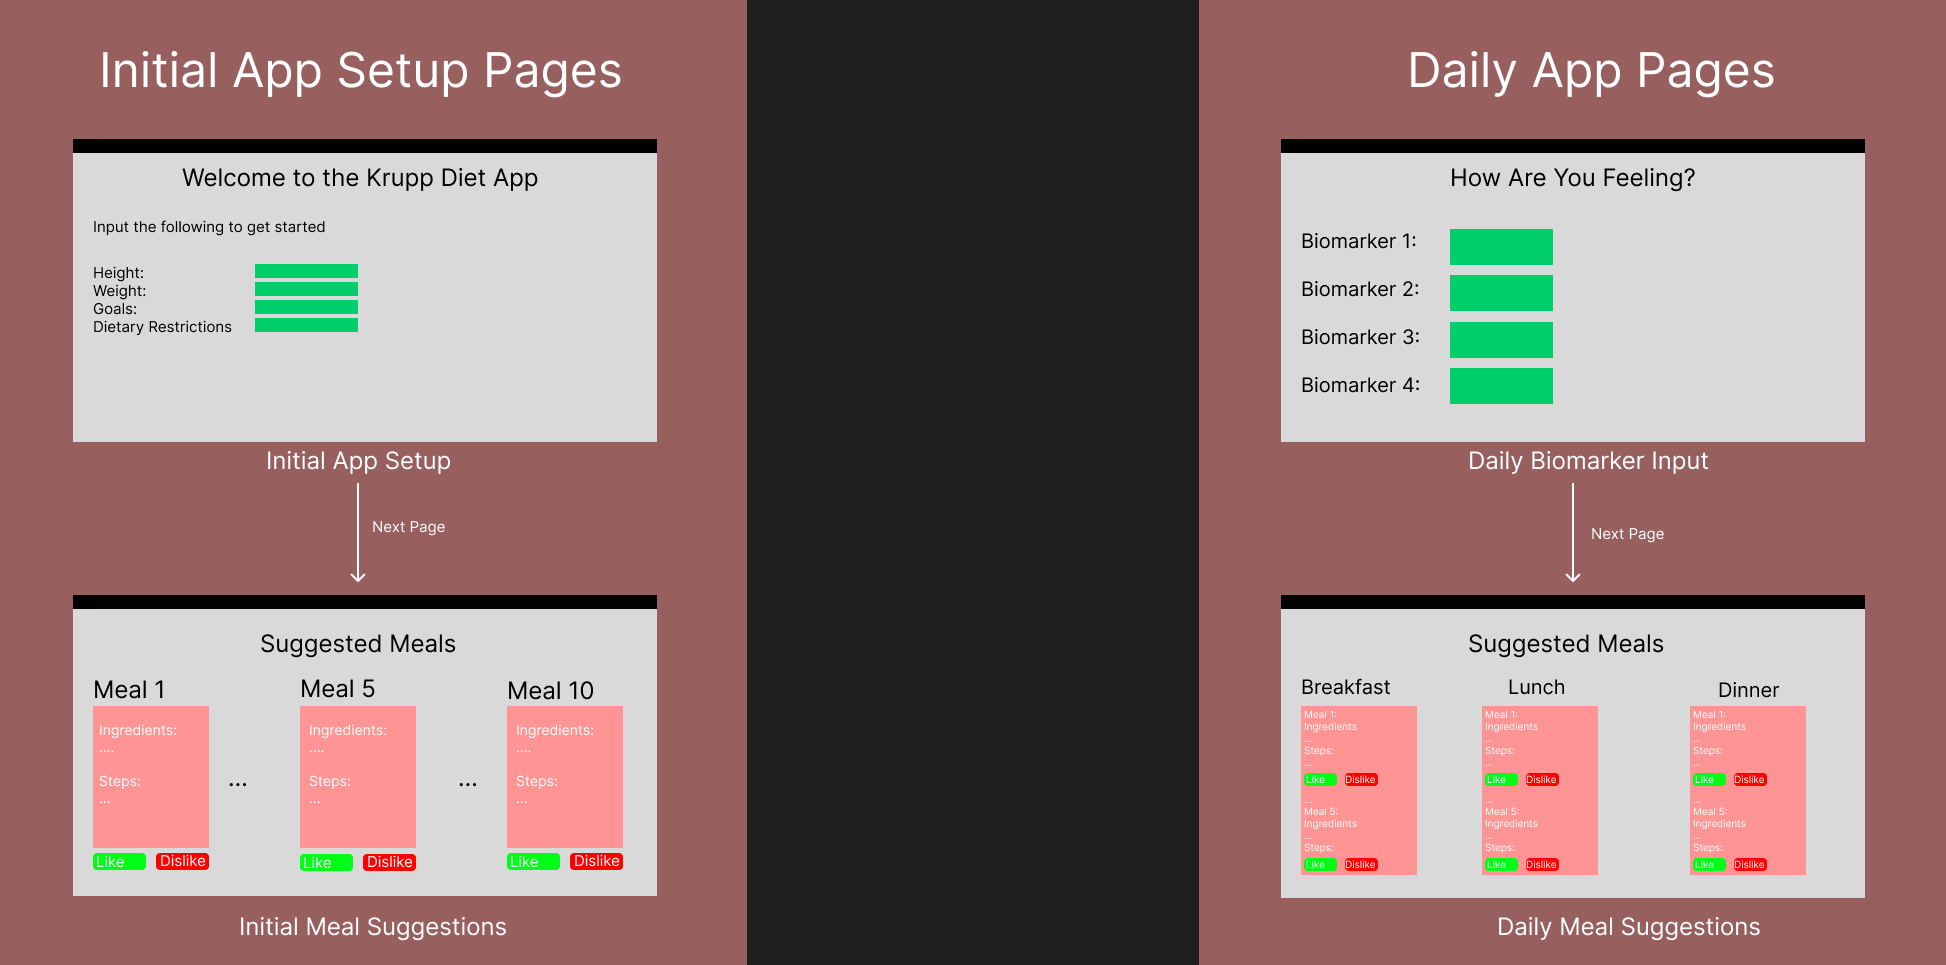 Initial App Setup Pages
Welcome to the Krupp Diet App
Input the following to get started
Height:
Weight:
Goals:
Dietary Restrictions
Initial App Setup
Next Page
Suggested Meals
Meal 1
Ingredients:
....
Steps:
...
Like Dislike
...
Meal 5
Ingredients:
....
Steps:
...
Like Dislike
...
Meal 10
Ingredients:
....
Steps:
...
Like Dislike
Initial Meal Suggestions
Daily App Pages
How Are You Feeling?
Biomarker 1:
Biomarker 2:
Biomarker 3:
Biomarker 4:
Daily Biomarker Input
Next Page
Suggested Meals
Breakfast
Meal 1:
Ingredients
...
Steps:
...
Like Dislike
...
Meal 5:
Ingredients
...
Steps:
Like Dislike
Lunch
Meal 1:
Ingredients
...
Steps:
...
Like Dislike
...
Meal 5:
Ingredients
...
Steps:
Like Dislike
Dinner
Meal 1:
Ingredients
...
Steps:
...
Like Dislike
...
Meal 5:
Ingredients
...
Steps:
Like Dislike
Daily Meal Suggestions